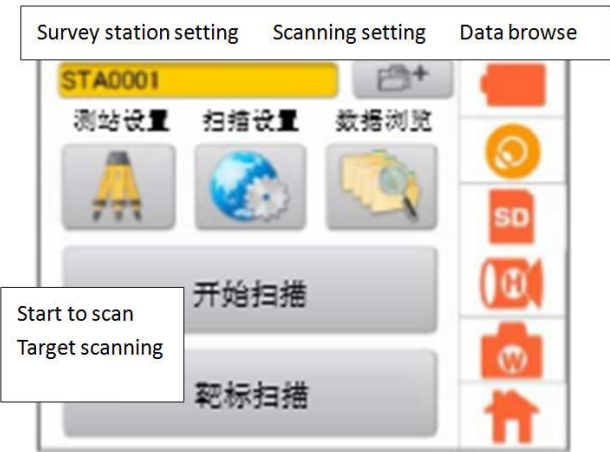 Survey station setting Scanning setting Data browse
STA0001
测站设置 扫描设置 数据浏览
SD
开始扫描
H
Start to scan
Target scanning
W
靶标扫描